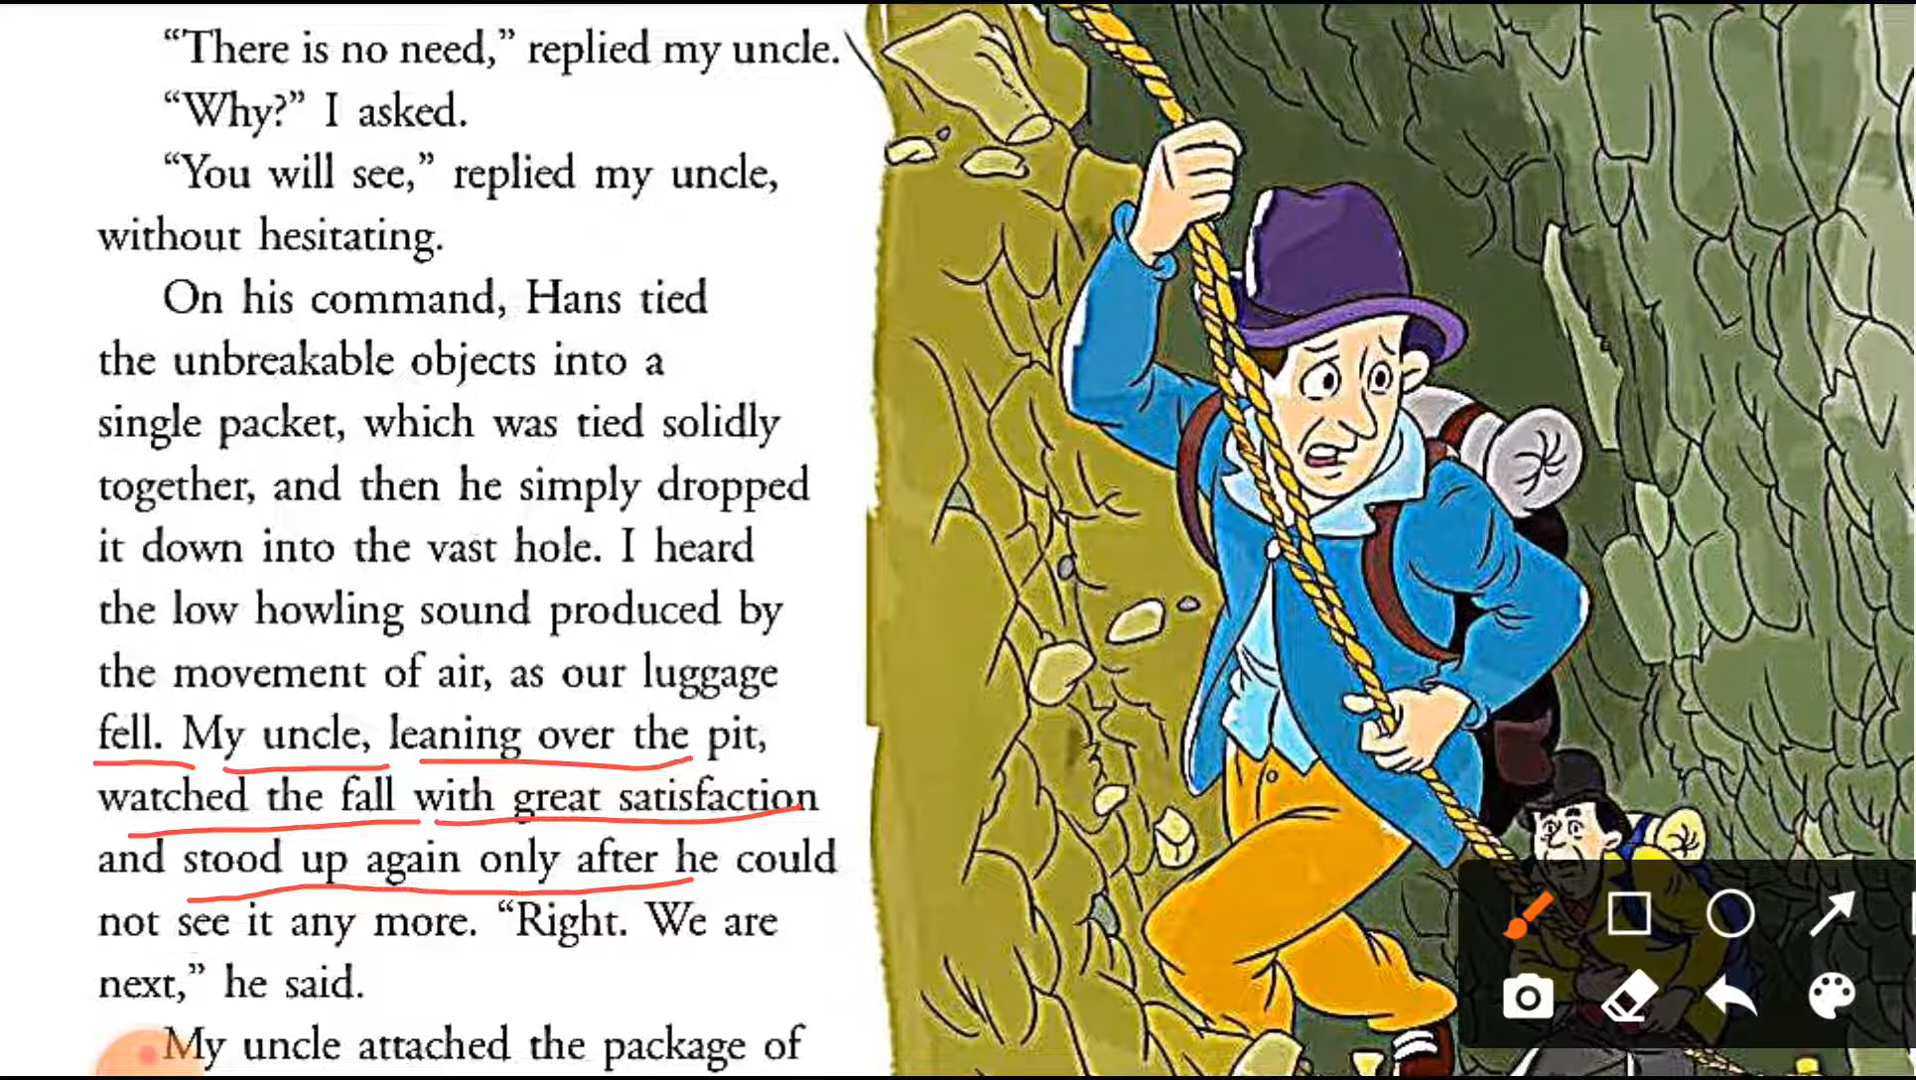 “There is no need,” replied my uncle.
“Why?” I asked.
“You will see,” replied my uncle,
without hesitating.
On his command, Hans tied
the unbreakable objects into a
single packet, which was tied solidly
together, and then he simply dropped
it down into the vast hole. I heard
the low howling sound produced by
the movement of air, as our luggage
fell. My uncle, leaning over the pit,
watched the fall with great satisfaction
and stood up again only after he could
not see it any more. “Right. We are
next,” he said.
My uncle attached the package of